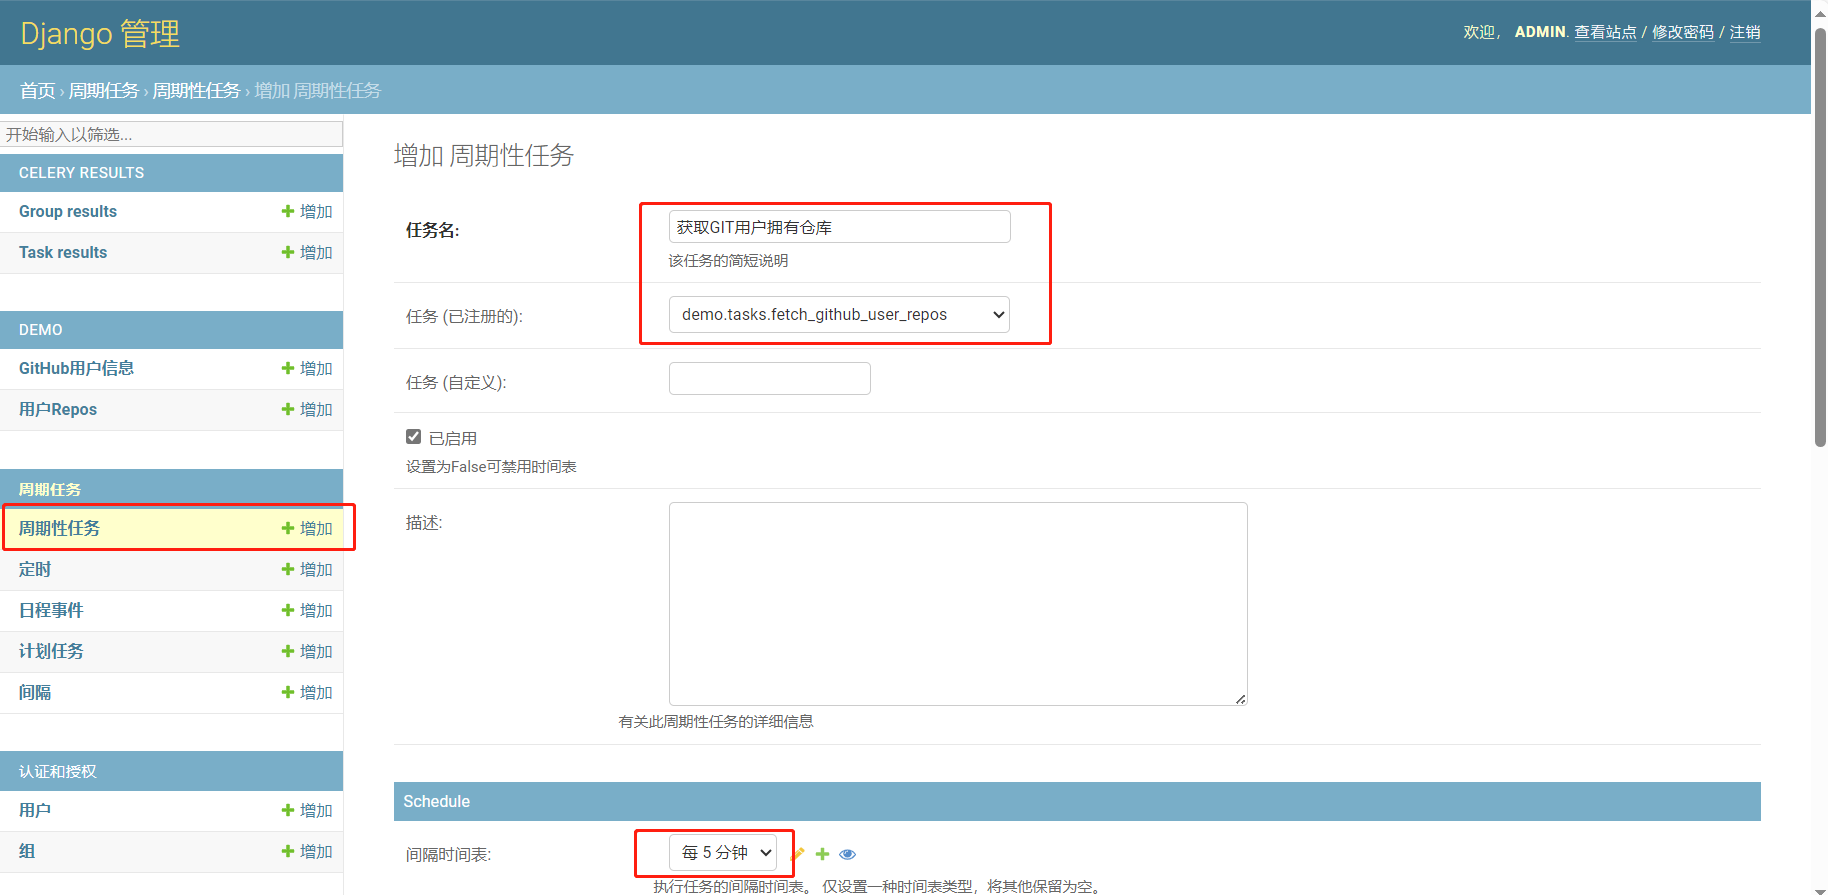 Django 管理
欢迎， ADMIN. 查看站点 / 修改密码 / 注销
首页 › 周期任务 › 周期性任务 › 增加 周期性任务
开始输入以筛选...
CELERY RESULTS
Group results 增加
Task results 增加
DEMO
GitHub用户信息 增加
用户Repos 增加
周期任务
周期性任务 增加
定时 增加
日程事件 增加
计划任务 增加
间隔 增加
认证和授权
用户 增加
组 增加
增加 周期性任务
任务名: 获取GIT用户拥有仓库
该任务的简短说明
任务 (已注册的): demo.tasks.fetch_github_user_repos
任务 (自定义):
已启用
设置为False可禁用时间表
描述:
有关此周期性任务的详细信息
Schedule
间隔时间表: 每 5 分钟
执行任务的间隔时间表。 仅设置一种时间表类型，将其他保留为空。